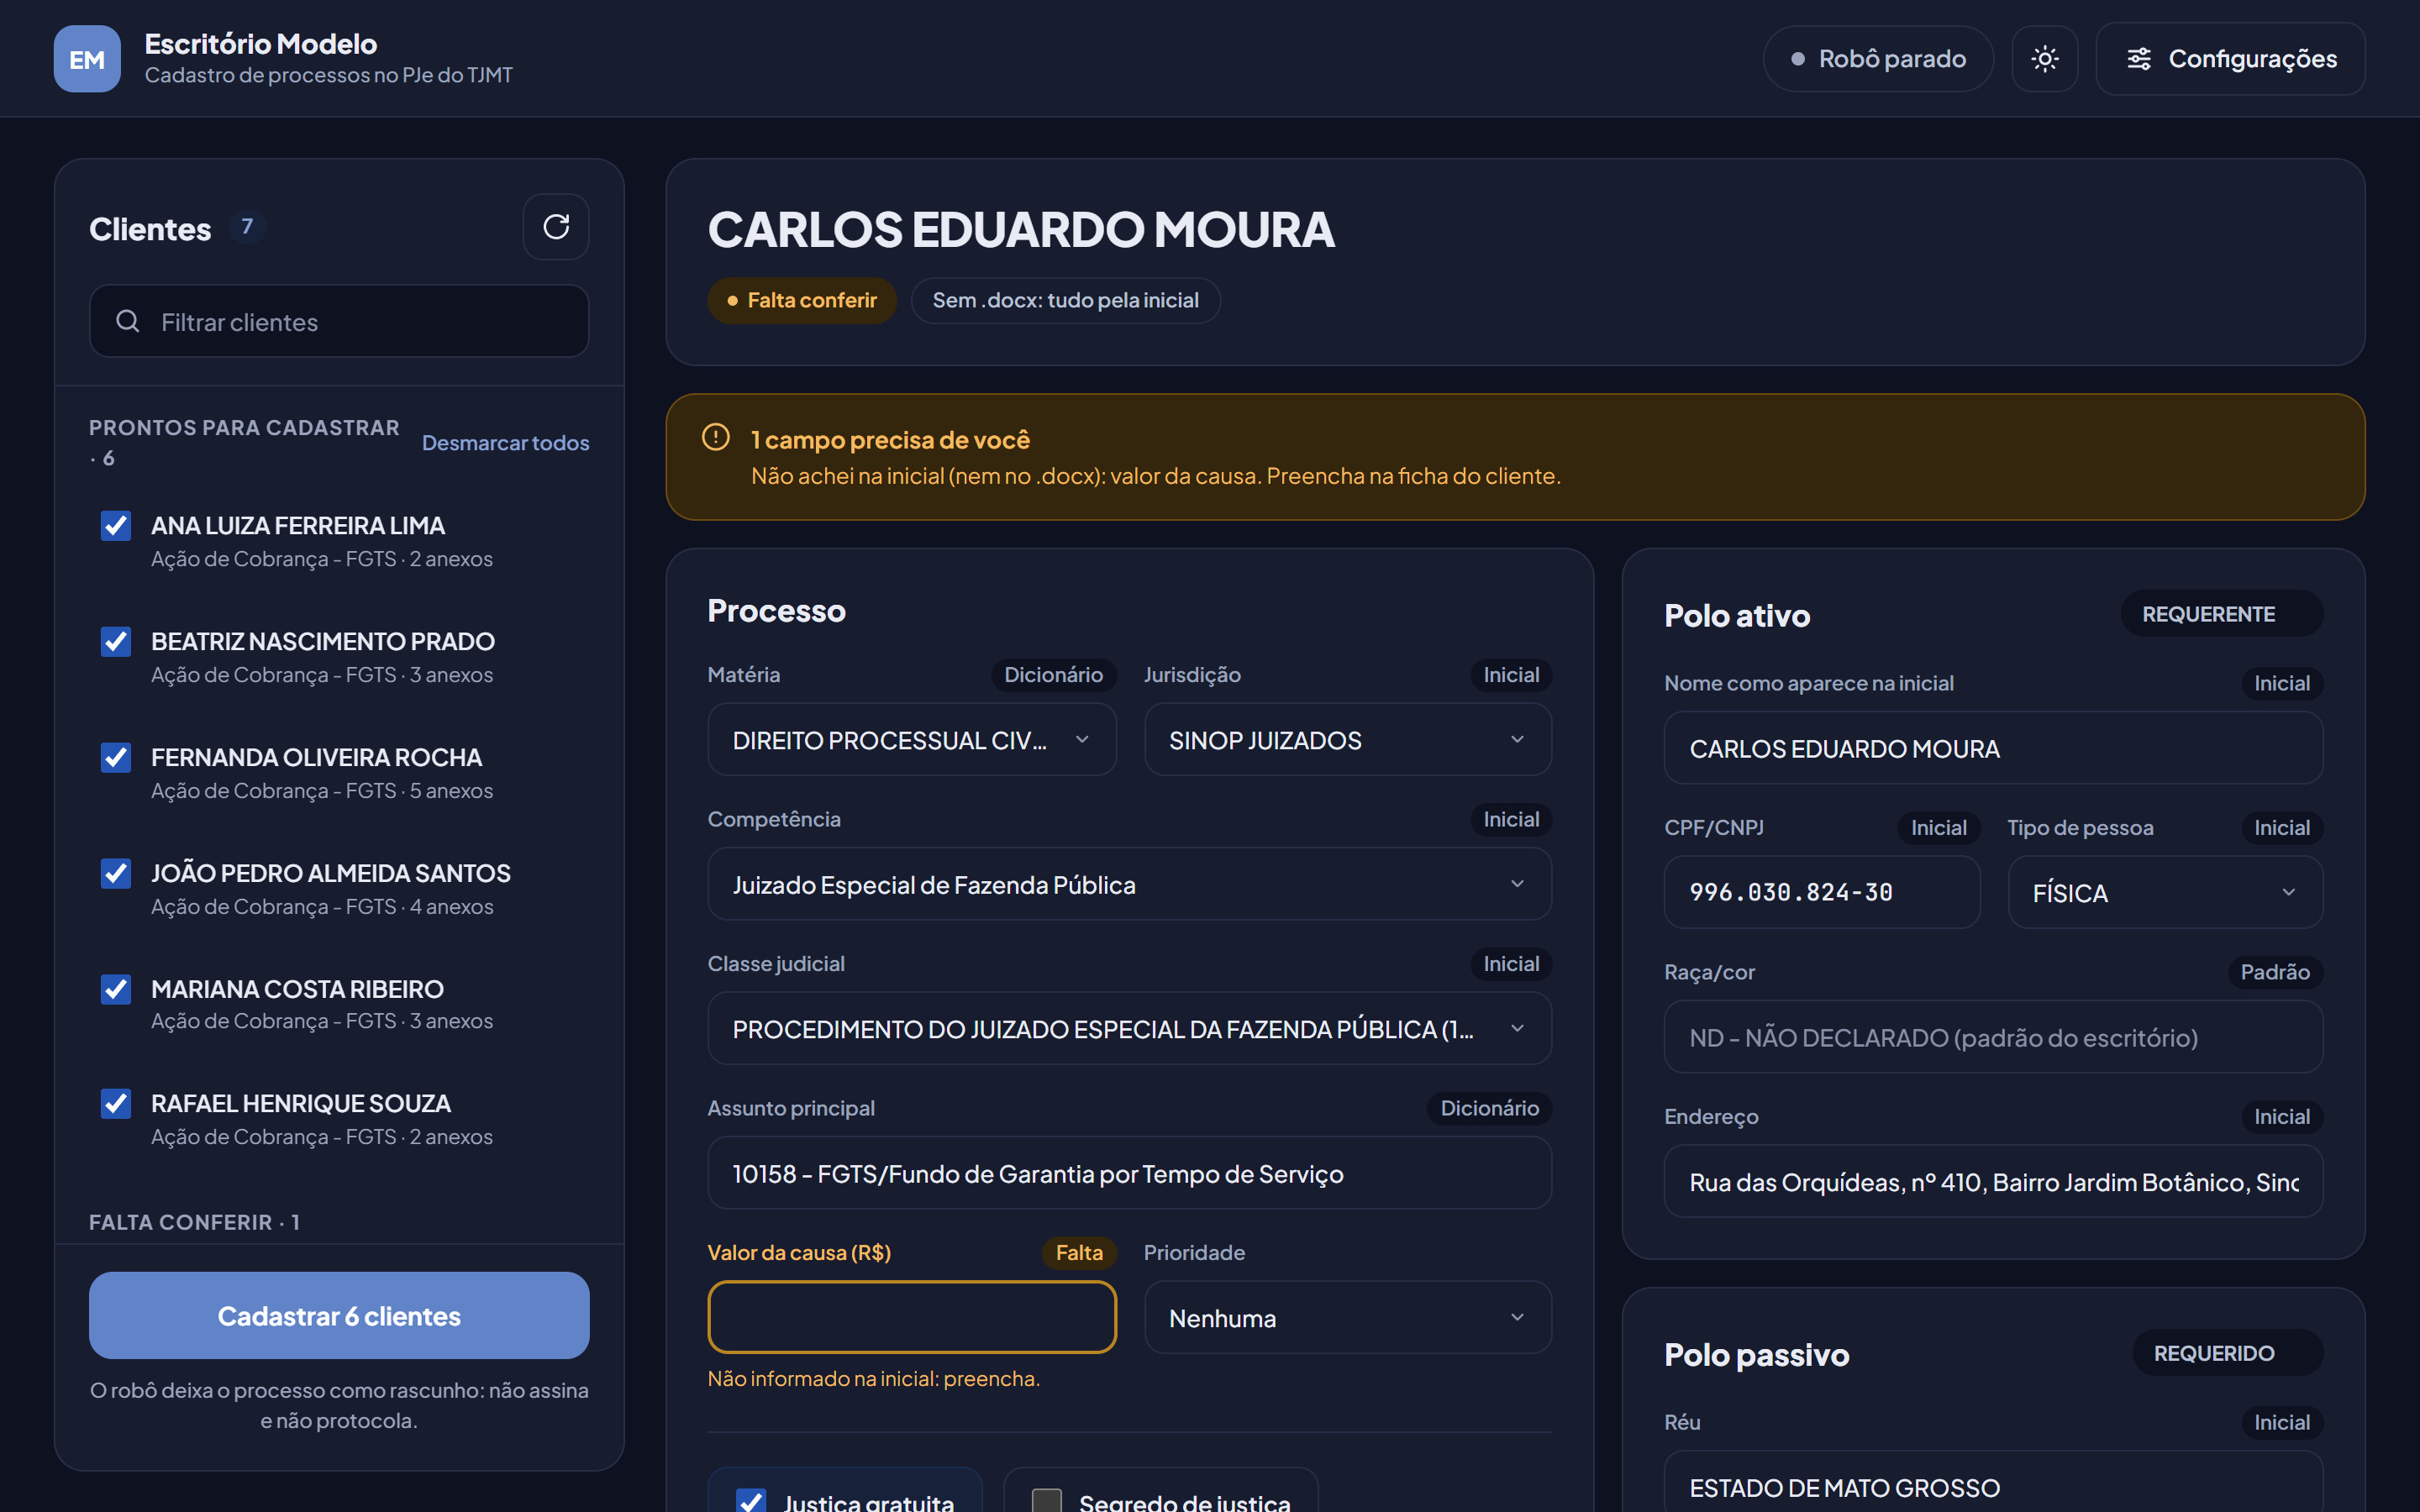 EM
Escritório Modelo
Cadastro de processos no PJe do TJMT
Robô parado
Configurações
Clientes 7
Filtrar clientes
PRONTOS PARA CADASTRAR
· 6
Desmarcar todos
ANA LUIZA FERREIRA LIMA
Ação de Cobrança - FGTS · 2 anexos
BEATRIZ NASCIMENTO PRADO
Ação de Cobrança - FGTS · 3 anexos
FERNANDA OLIVEIRA ROCHA
Ação de Cobrança - FGTS · 5 anexos
JOÃO PEDRO ALMEIDA SANTOS
Ação de Cobrança - FGTS · 4 anexos
MARIANA COSTA RIBEIRO
Ação de Cobrança - FGTS · 3 anexos
RAFAEL HENRIQUE SOUZA
Ação de Cobrança - FGTS · 2 anexos
FALTA CONFERIR · 1
Cadastrar 6 clientes
O robô deixa o processo como rascunho: não assina
e não protocola.
CARLOS EDUARDO MOURA
Falta conferir
Sem .docx: tudo pela inicial
1 campo precisa de você
Não achei na inicial (nem no .docx): valor da causa. Preencha na ficha do cliente.
Processo
Matéria Dicionário
DIREITO PROCESSUAL CIV...
Jurisdição Inicial
SINOP JUIZADOS
Competência Inicial
Juizado Especial de Fazenda Pública
Classe judicial Inicial
PROCEDIMENTO DO JUIZADO ESPECIAL DA FAZENDA PÚBLICA (1...
Assunto principal Dicionário
10158 - FGTS/Fundo de Garantia por Tempo de Serviço
Valor da causa (R$) Falta
Não informado na inicial: preencha.
Prioridade
Nenhuma
Justiça gratuita
Segredo de justiça
Polo ativo REQUERENTE
Nome como aparece na inicial Inicial
CARLOS EDUARDO MOURA
CPF/CNPJ Inicial
996.030.824-30
Tipo de pessoa Inicial
FÍSICA
Raça/cor Padrão
ND - NÃO DECLARADO (padrão do escritório)
Endereço Inicial
Rua das Orquídeas, nº 410, Bairro Jardim Botânico, Sinc
Polo passivo REQUERIDO
Réu Inicial
ESTADO DE MATO GROSSO